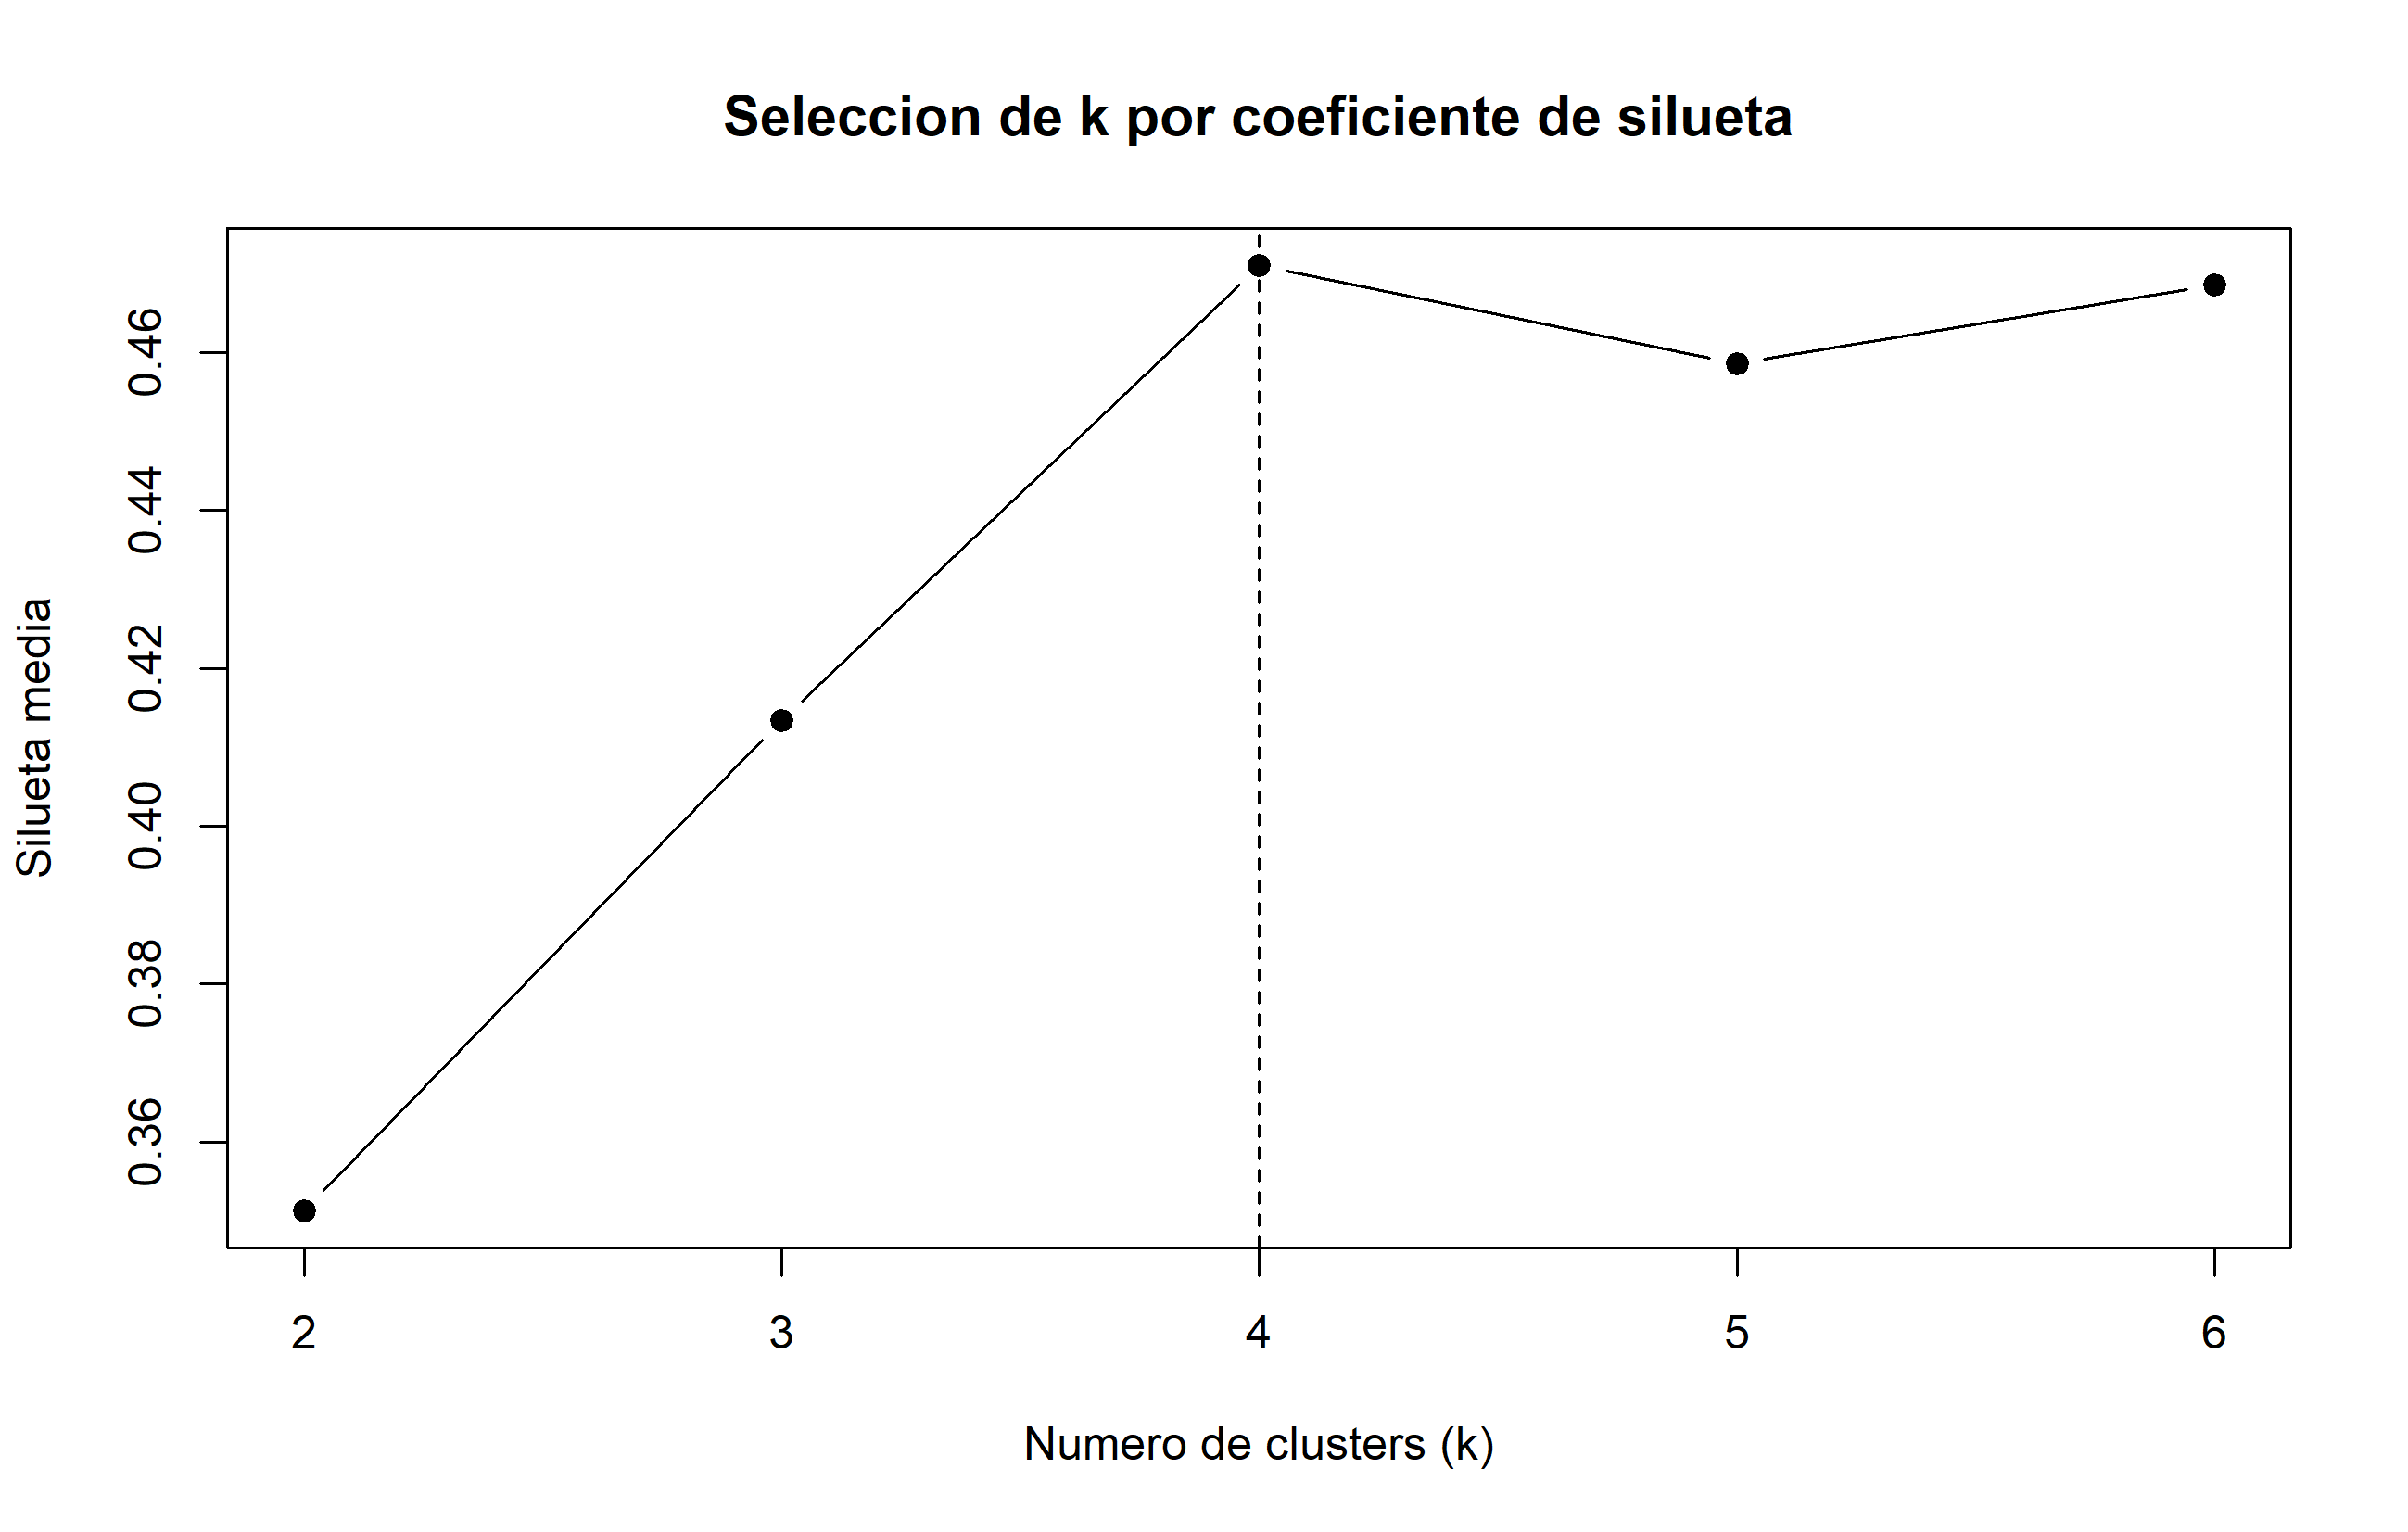 Seleccion de k por coeficiente de silueta
Silueta media
0.46
0.44
0.42
0.40
0.38
0.36
2 3 4 5 6
Numero de clusters (k)